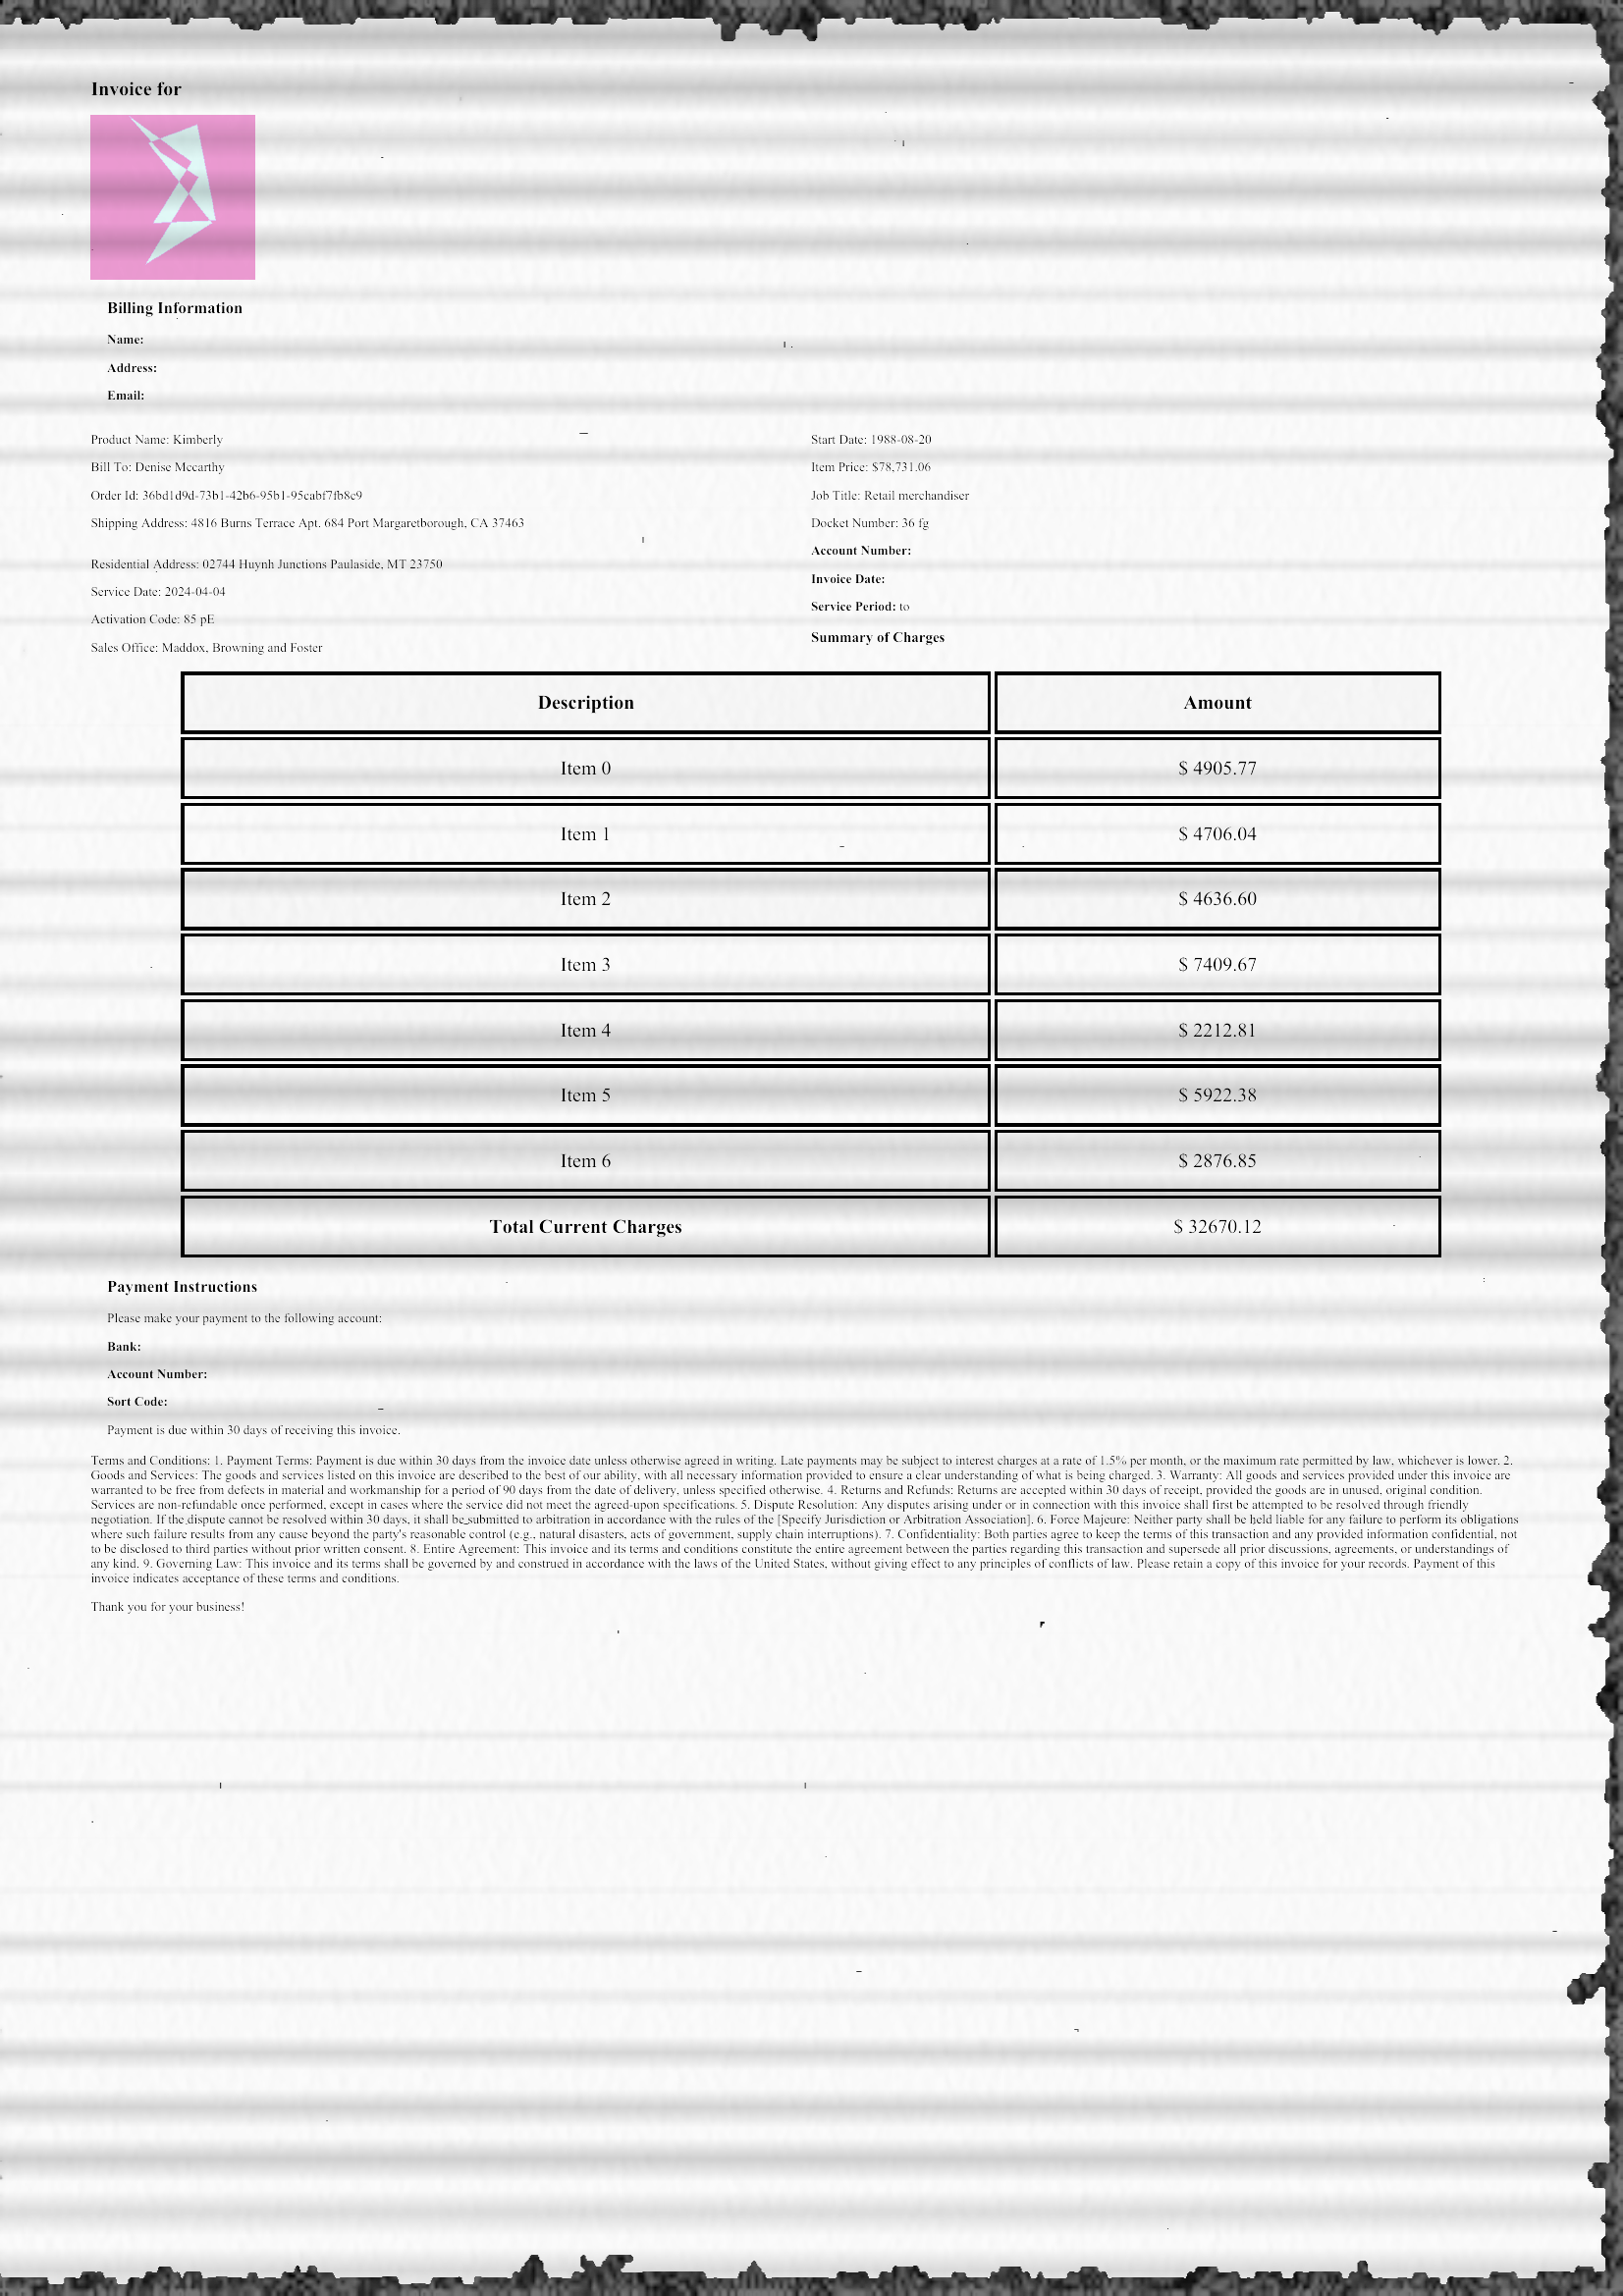 Invoice for
Billing Information
Name:
Address:
Email:
Product Name: Kimberly
Bill To: Denise Mccarthy
Order Id: 36bd1d9d-73b1-42b6-95b1-95cabf7fb8c9
Shipping Address: 4816 Burns Terrace Apt. 684 Port Margaretborough, CA 37463
Residential Address: 02744 Huynh Junctions Paulaside, MT 23750
Service Date: 2024-04-04
Activation Code: 85 pE
Sales Office: Maddox, Browning and Foster
Start Date: 1988-08-20
Item Price: $78,731.06
Job Title: Retail merchandiser
Docket Number: 36 fg
Account Number:
Invoice Date:
Service Period: to
Summary of Charges
Description Amount
Item 0 $ 4905.77
Item 1 $ 4706.04
Item 2 $ 4636.60
Item 3 $ 7409.67
Item 4 $ 2212.81
Item 5 $ 5922.38
Item 6 $ 2876.85
Total Current Charges $ 32670.12
Payment Instructions
Please make your payment to the following account:
Bank:
Account Number:
Sort Code:
Payment is due within 30 days of receiving this invoice.
Terms and Conditions: 1. Payment Terms: Payment is due within 30 days from the invoice date unless otherwise agreed in writing. Late payments may be subject to interest charges at a rate of 1.5% per month, or the maximum rate permitted by law, whichever is lower. 2.
Goods and Services: The goods and services listed on this invoice are described to the best of our ability, with all necessary information provided to ensure a clear understanding of what is being charged. 3. Warranty: All goods and services provided under this invoice are
warranted to be free from defects in material and workmanship for a period of 90 days from the date of delivery, unless specified otherwise. 4. Returns and Refunds: Returns are accepted within 30 days of receipt, provided the goods are in unused, original condition.
Services are non-refundable once performed, except in cases where the service did not meet the agreed-upon specifications. 5. Dispute Resolution: Any disputes arising under or in connection with this invoice shall first be attempted to be resolved through friendly
negotiation. If the dispute cannot be resolved within 30 days, it shall be submitted to arbitration in accordance with the rules of the [Specify Jurisdiction or Arbitration Association]. 6. Force Majeure: Neither party shall be held liable for any failure to perform its obligations
where such failure results from any cause beyond the party's reasonable control (e.g., natural disasters, acts of government, supply chain interruptions). 7. Confidentiality: Both parties agree to keep the terms of this transaction and any provided information confidential, not
to be disclosed to third parties without prior written consent. 8. Entire Agreement: This invoice and its terms and conditions constitute the entire agreement between the parties regarding this transaction and supersede all prior discussions, agreements, or understandings of
any kind. 9. Governing Law: This invoice and its terms shall be governed by and construed in accordance with the laws of the United States, without giving effect to any principles of conflicts of law. Please retain a copy of this invoice for your records. Payment of this
invoice indicates acceptance of these terms and conditions.
Thank you for your business!